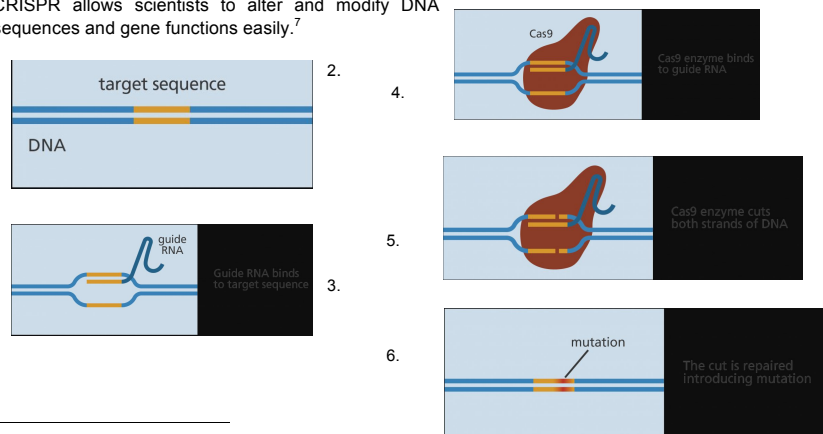 CRISPR allows scientists to alter and modify DNA
sequences and gene functions easily.7
2.
target sequence
DNA
guide
RNA
Guide RNA binds
to target sequence
3.
4.
Cas9
Cas9 enzyme binds
to guide RNA
5.
Cas9 enzyme cuts
both strands of DNA
6.
mutation
The cut is repaired
introducing mutation